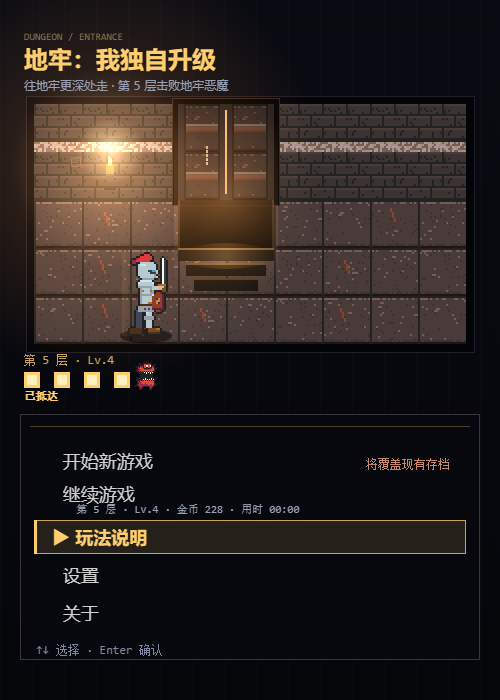 DUNGEON / ENTRANCE
地牢：我独自升级
往地牢更深处走 · 第 5 层击败地牢恶魔
第 5 层 · Lv.4
已抵达
开始新游戏 将覆盖现有存档
继续游戏
第 5 层 · Lv.4 · 金币 228 · 用时 00:00
▶ 玩法说明
设置
关于
↑↓ 选择 · Enter 确认